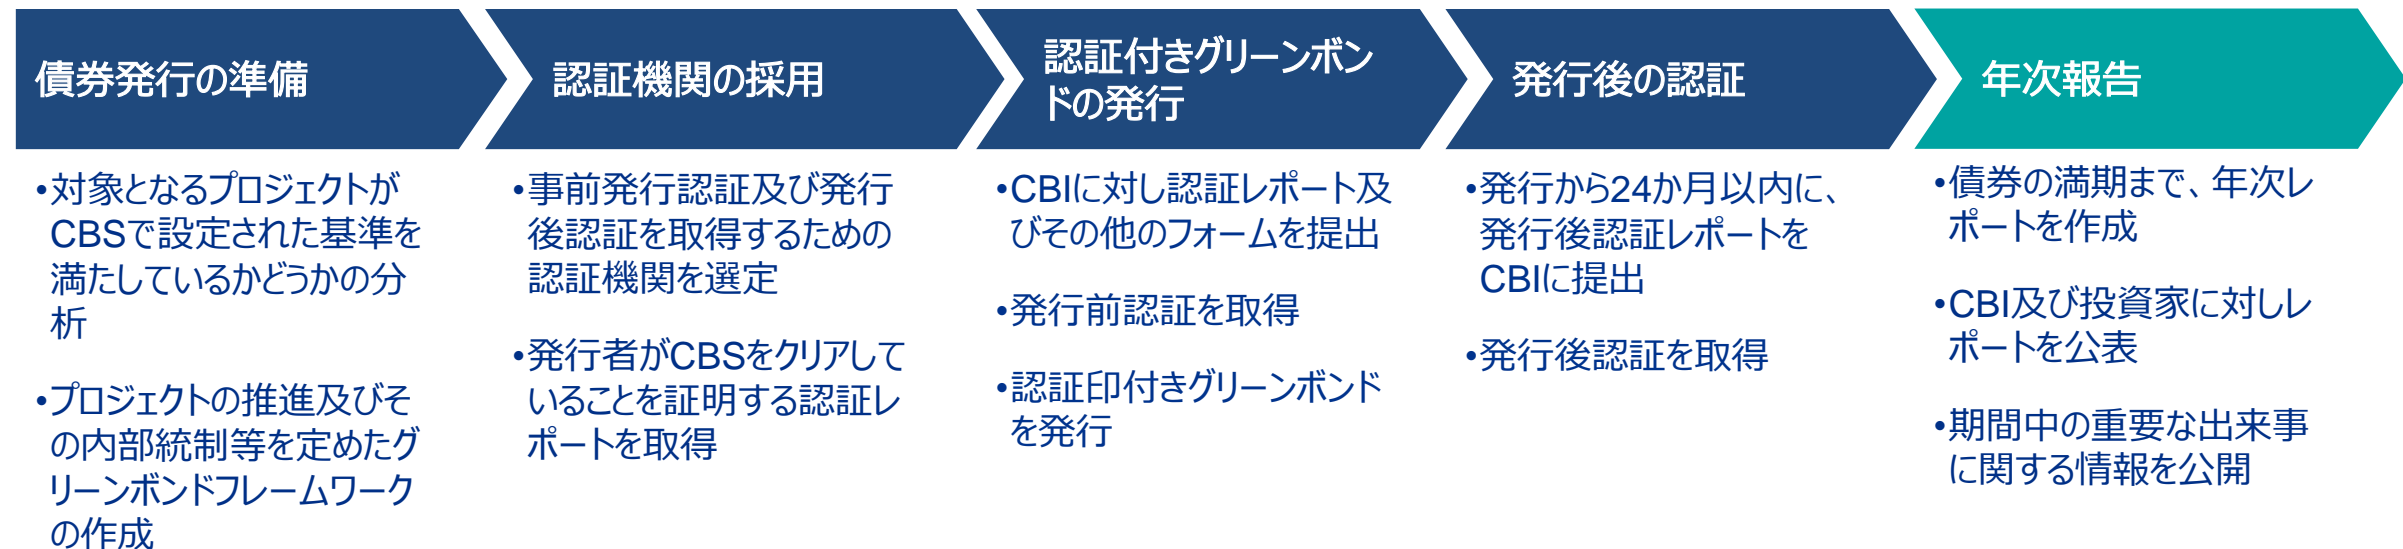 債券発行の準備
認証機関の採用
認証付きグリーンボン
ドの発行
発行後の認証
年次報告
•対象となるプロジェクトが
CBSで設定された基準を
満たしているかどうかの分
析
•プロジェクトの推進及びそ
の内部統制等を定めたグ
リーンボンドフレームワーク
の作成
•事前発行認証及び発行
後認証を取得するための
認証機関を選定
•発行者がCBSをクリアして
いることを証明する認証レ
ポートを取得
•CBIに対し認証レポート及
びその他のフォームを提出
•発行前認証を取得
•認証印付きグリーンボンド
を発行
•発行から24か月以内に、
発行後認証レポートを
CBIに提出
•発行後認証を取得
•債券の満期まで、年次レ
ポートを作成
•CBI及び投資家に対しレ
ポートを公表
•期間中の重要な出来事
に関する情報を公開